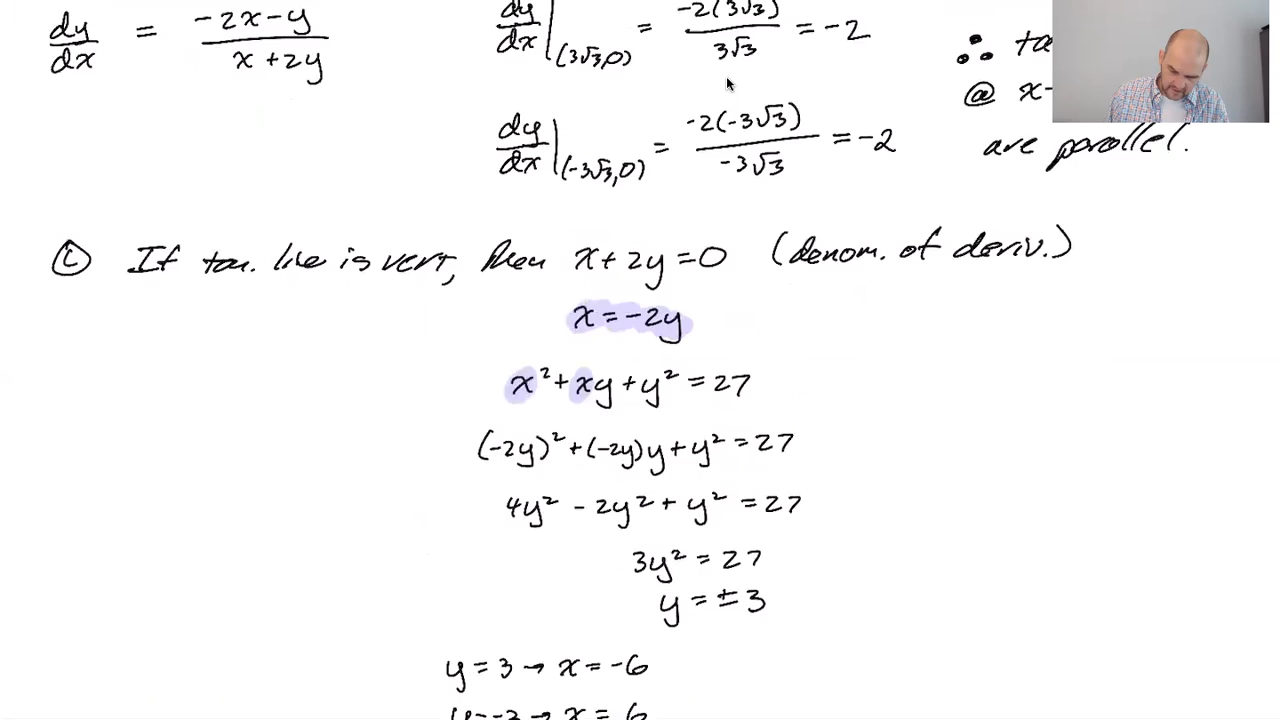 dy/dx = (-2x-y)/(x+2y)
dy/dx|(3√3,0) = -2(3√3)/3√3 = -2
∴ ta
@ x-
dy/dx|(-3√3,0) = -2(-3√3)/-3√3 = -2
are parallel.
Ⓒ If tan. line is vert, then x+2y=0 (denom. of deriv.)
x=-2y
x²+xy+y²=27
(-2y)²+(-2y)y+y²=27
4y²-2y²+y²=27
3y²=27
y=±3
y=3→x=-6
y=-3→x=6